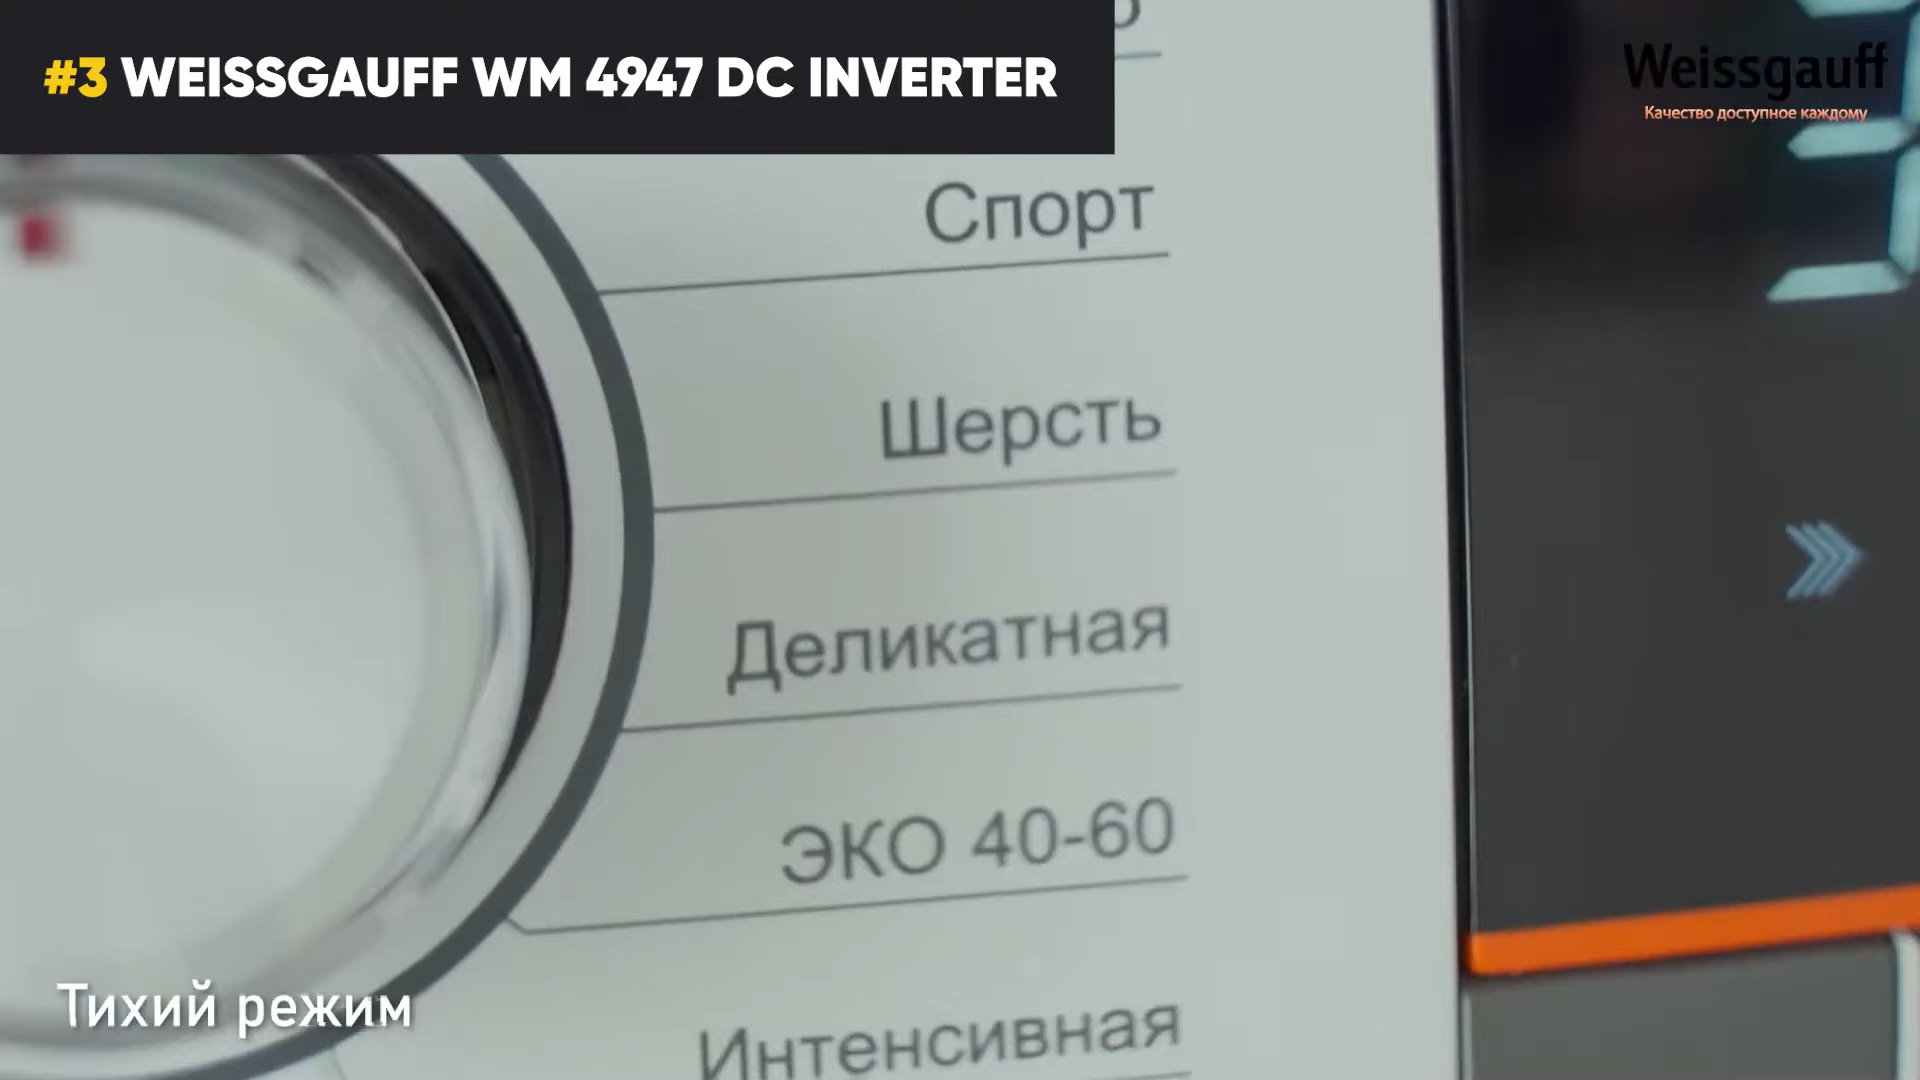 #3 WEISSGAUFF WM 4947 DC INVERTER
Weissgauff
Качество доступное каждому
Спорт
Шерсть
Деликатная
ЭКО 40-60
Интенсивная
Тихий режим